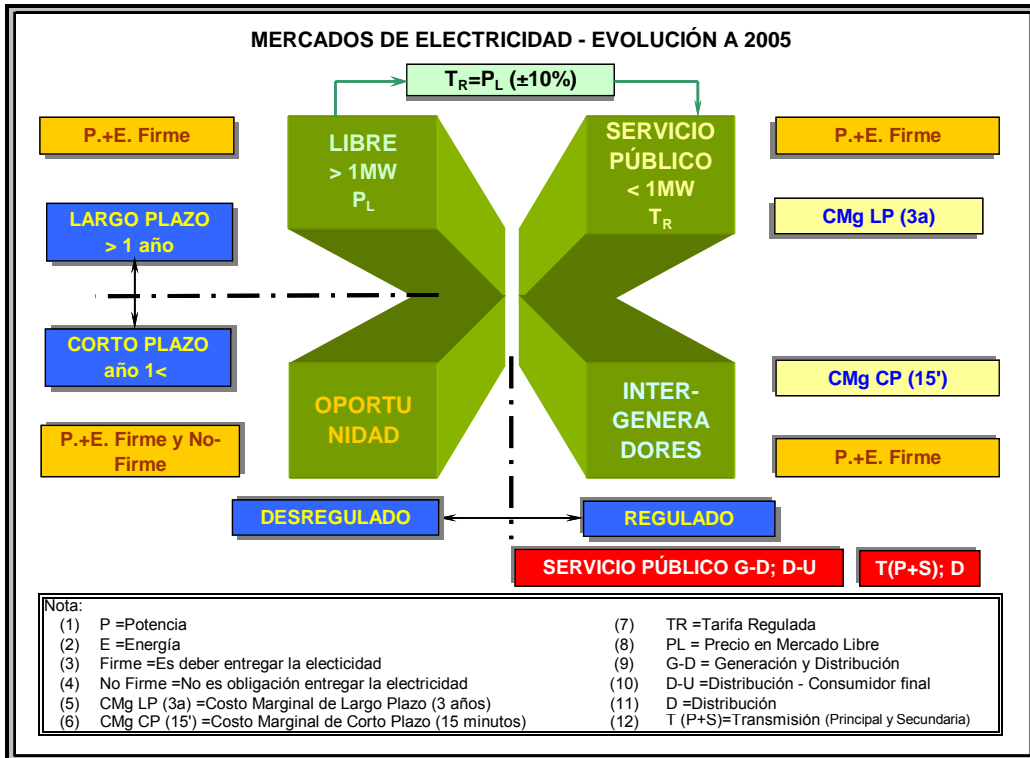 MERCADOS DE ELECTRICIDAD - EVOLUCIÓN A 2005
TR=PL (±10%)
P.+E. Firme
LIBRE
> 1MW
PL
SERVICIO
PÚBLICO
< 1MW
TR
P.+E. Firme
LARGO PLAZO
> 1 año
CMg LP (3a)
CORTO PLAZO
año 1<
CMg CP (15')
OPORTU
NIDAD
INTER-
GENERA
DORES
P.+E. Firme y No-
Firme
P.+E. Firme
DESREGULADO
REGULADO
SERVICIO PÚBLICO G-D; D-U
T(P+S); D
Nota:
(1) P =Potencia
(2) E =Energía
(3) Firme =Es deber entregar la electicidad
(4) No Firme =No es obligación entregar la electricidad
(5) CMg LP (3a) =Costo Marginal de Largo Plazo (3 años)
(6) CMg CP (15') =Costo Marginal de Corto Plazo (15 minutos)
(7) TR =Tarifa Regulada
(8) PL = Precio en Mercado Libre
(9) G-D = Generación y Distribución
(10) D-U =Distribución - Consumidor final
(11) D =Distribución
(12) T (P+S)=Transmisión (Principal y Secundaria)